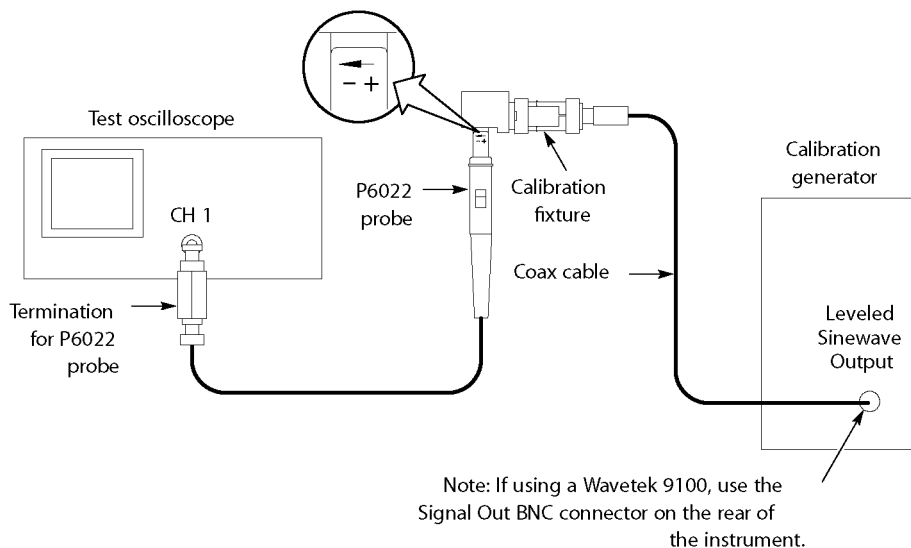 Test oscilloscope
CH 1
Termination
for P6022
probe
- +
P6022
probe
- +
Calibration
fixture
Coax cable
Calibration
generator
Leveled
Sinewave
Output
Note: If using a Wavetek 9100, use the
Signal Out BNC connector on the rear of
the instrument.